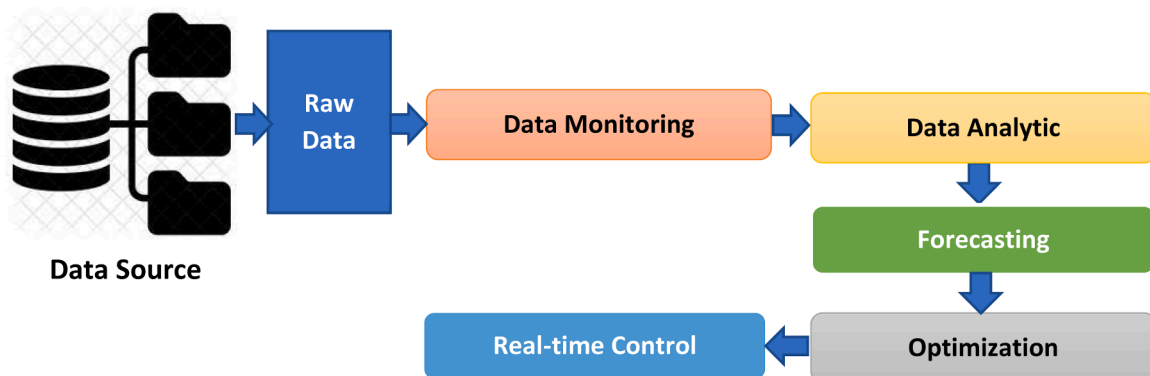 Data Source
Raw
Data
Data Monitoring
Data Analytic
Forecasting
Optimization
Real-time Control